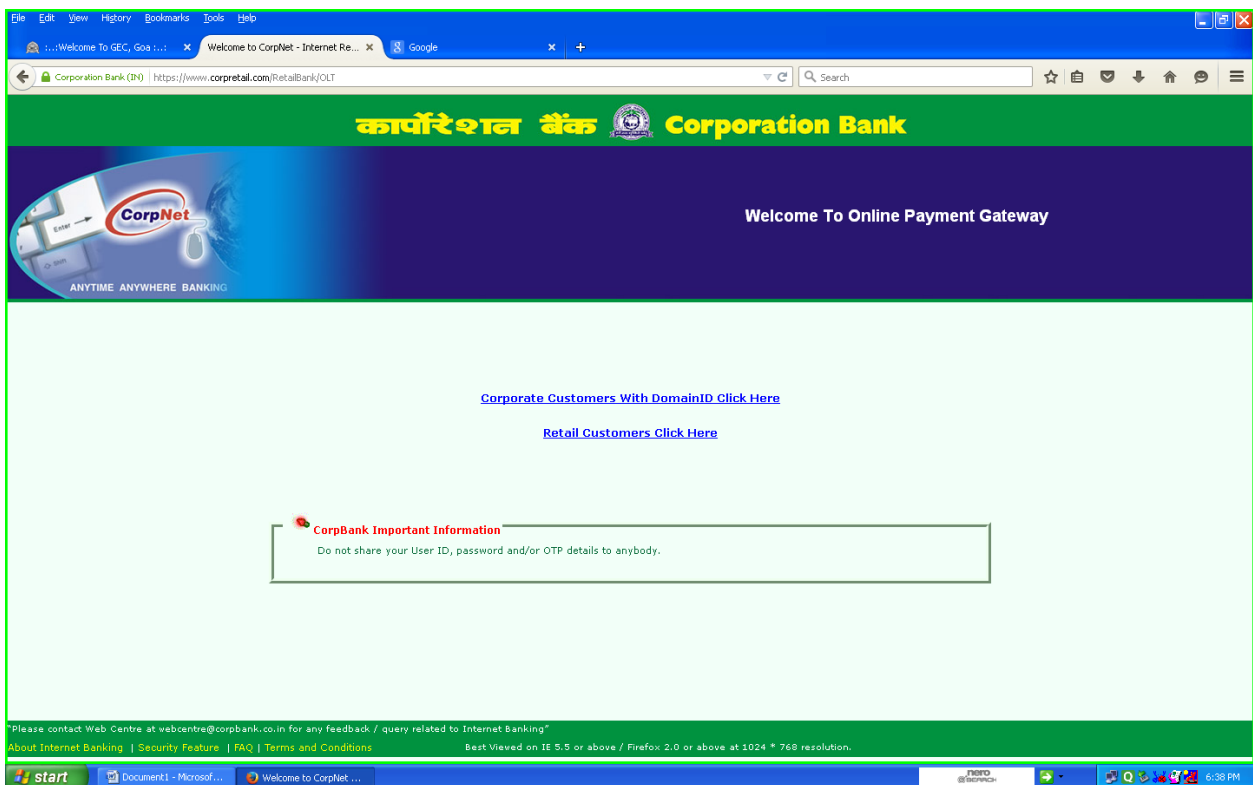 File Edit View History Bookmarks Tools Help
:..:Welcome To GEC, Goa :..: Welcome to CorpNet - Internet Re... Google
Corporation Bank (IN) https://www.corpretail.com/RetailBank/OLT Search
कार्पोरेशन बैंक Corporation Bank
CorpNet
Enter
Shift
Welcome To Online Payment Gateway
ANYTIME ANYWHERE BANKING
Corporate Customers With DomainID Click Here
Retail Customers Click Here
CorpBank Important Information
Do not share your User ID, password and/or OTP details to anybody.
"Please contact Web Centre at webcentre@corpbank.co.in for any feedback / query related to Internet Banking"
About Internet Banking | Security Feature | FAQ | Terms and Conditions Best Viewed on IE 5.5 or above / Firefox 2.0 or above at 1024 * 768 resolution.
start Document1 - Microsof... Welcome to CorpNet ... nero SEARCH 6:38 PM